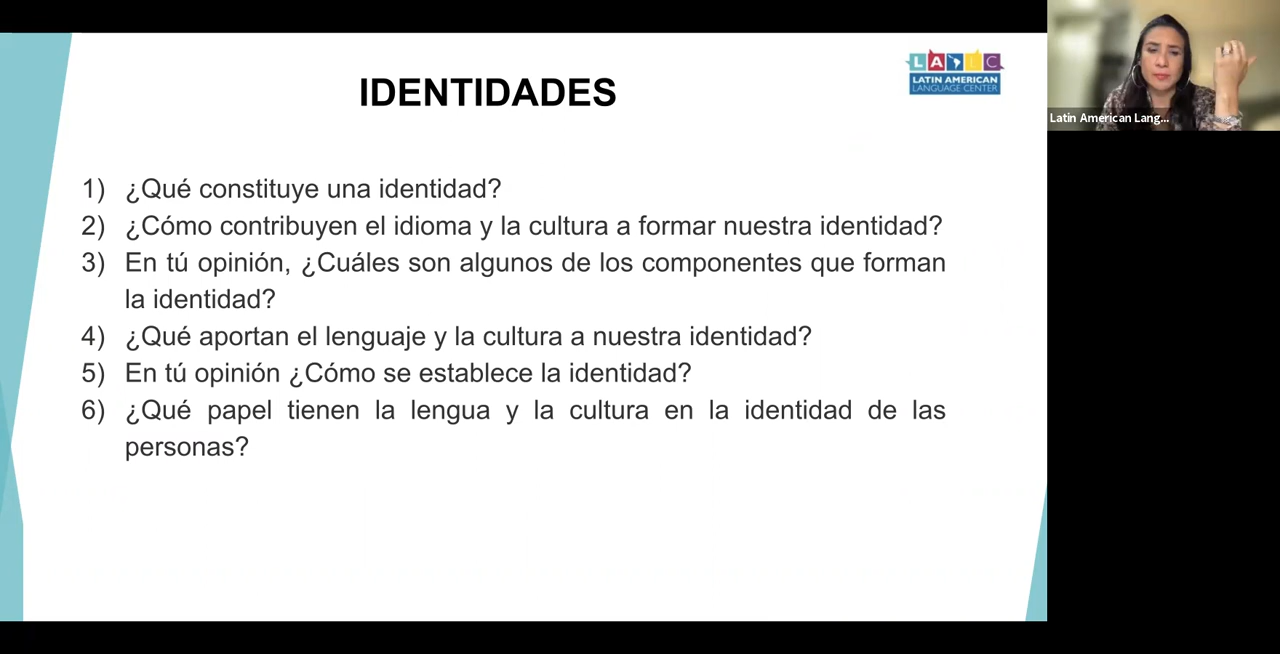 IDENTIDADES
LALC
LATIN AMERICAN
LANGUAGE CENTER
Latin American Lang...
1) ¿Qué constituye una identidad?
2) ¿Cómo contribuyen el idioma y la cultura a formar nuestra identidad?
3) En tú opinión, ¿Cuáles son algunos de los componentes que forman
la identidad?
4) ¿Qué aportan el lenguaje y la cultura a nuestra identidad?
5) En tú opinión ¿Cómo se establece la identidad?
6) ¿Qué papel tienen la lengua y la cultura en la identidad de las
personas?